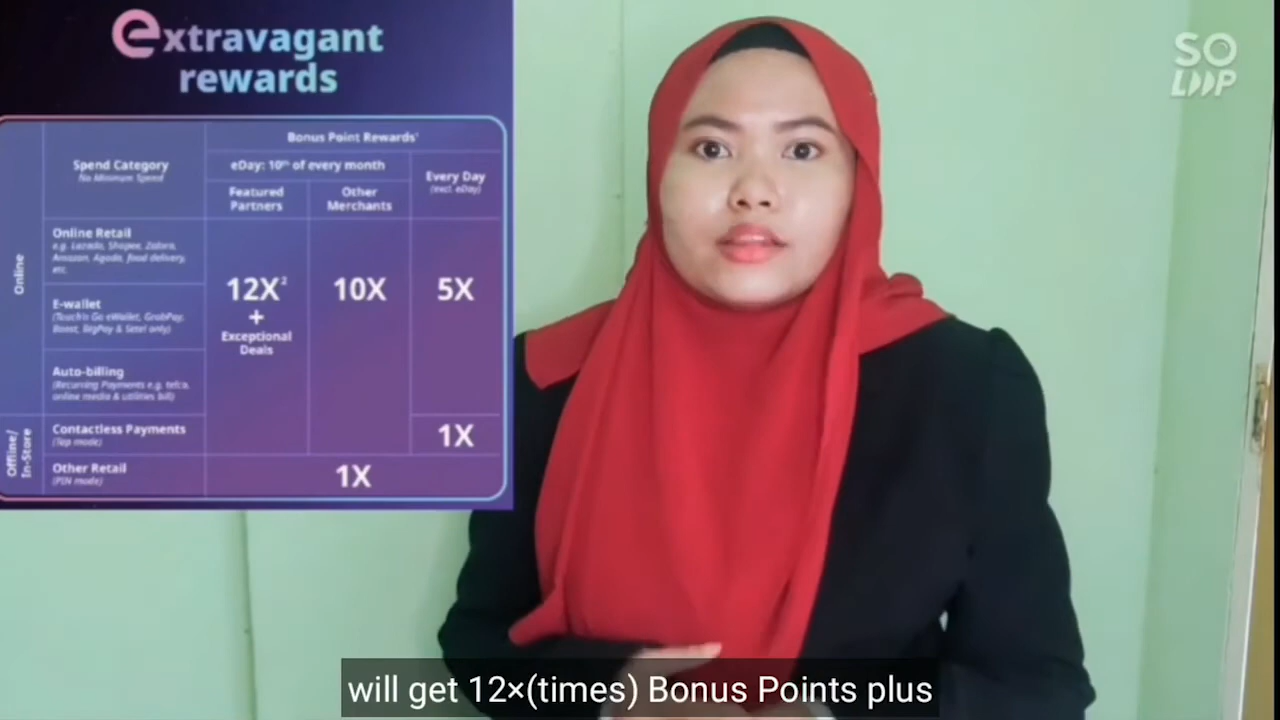 extravagant
rewards
Bonus Point Rewards¹
Spend Category
No Minimum Spend
eDay: 10th of every month
Every Day
(excl. eDay)
Featured
Partners
Other
Merchants
Online
Online Retail
e.g. Lazada, Shopee, Zalora,
Amazon, Agoda, food delivery,
etc.
E-wallet
(Touch'n Go eWallet, GrabPay,
Boost, BigPay & Setel only)
Auto-billing
(Recurring Payments e.g. telco,
online media & utilities bill)
12X²
+
Exceptional
Deals
10X
5X
Offline/
In-Store
Contactless Payments
(Tap mode)
1X
Other Retail
(PIN mode)
1X
SO
LOOP
will get 12×(times) Bonus Points plus